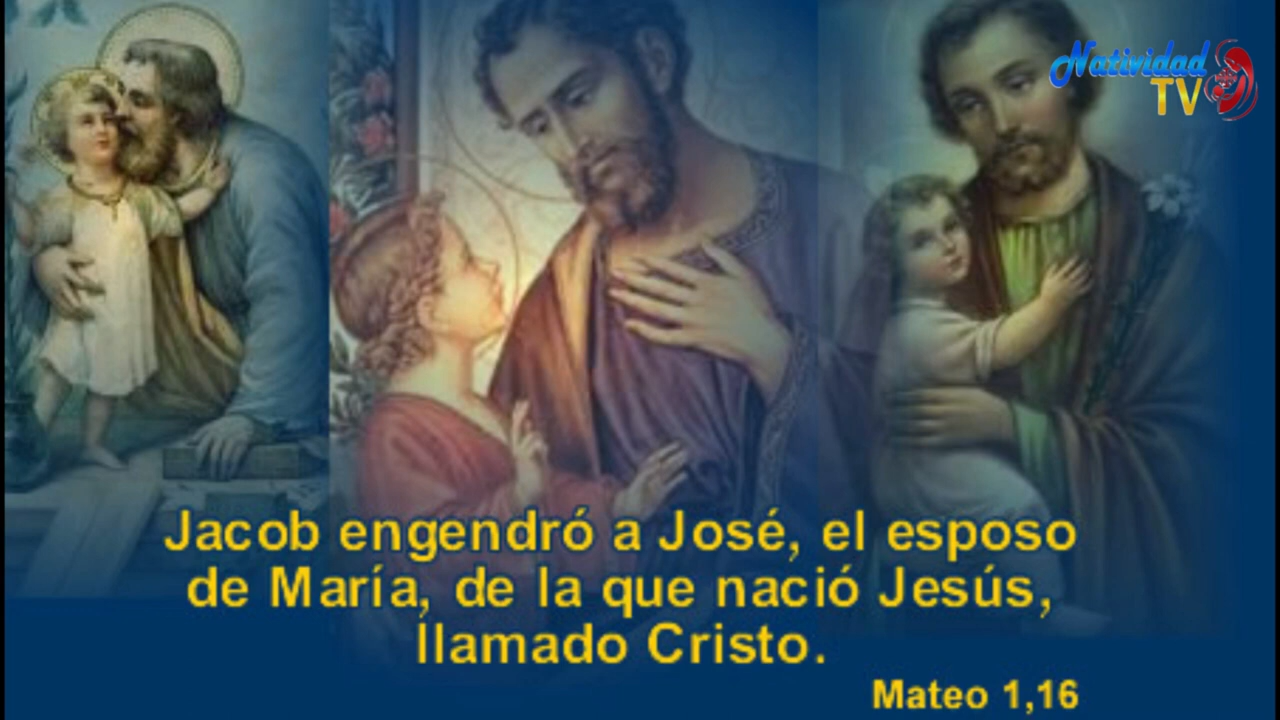 Natividad
TV
Jacob engendró a José, el esposo
de María, de la que nació Jesús,
llamado Cristo.
Mateo 1,16